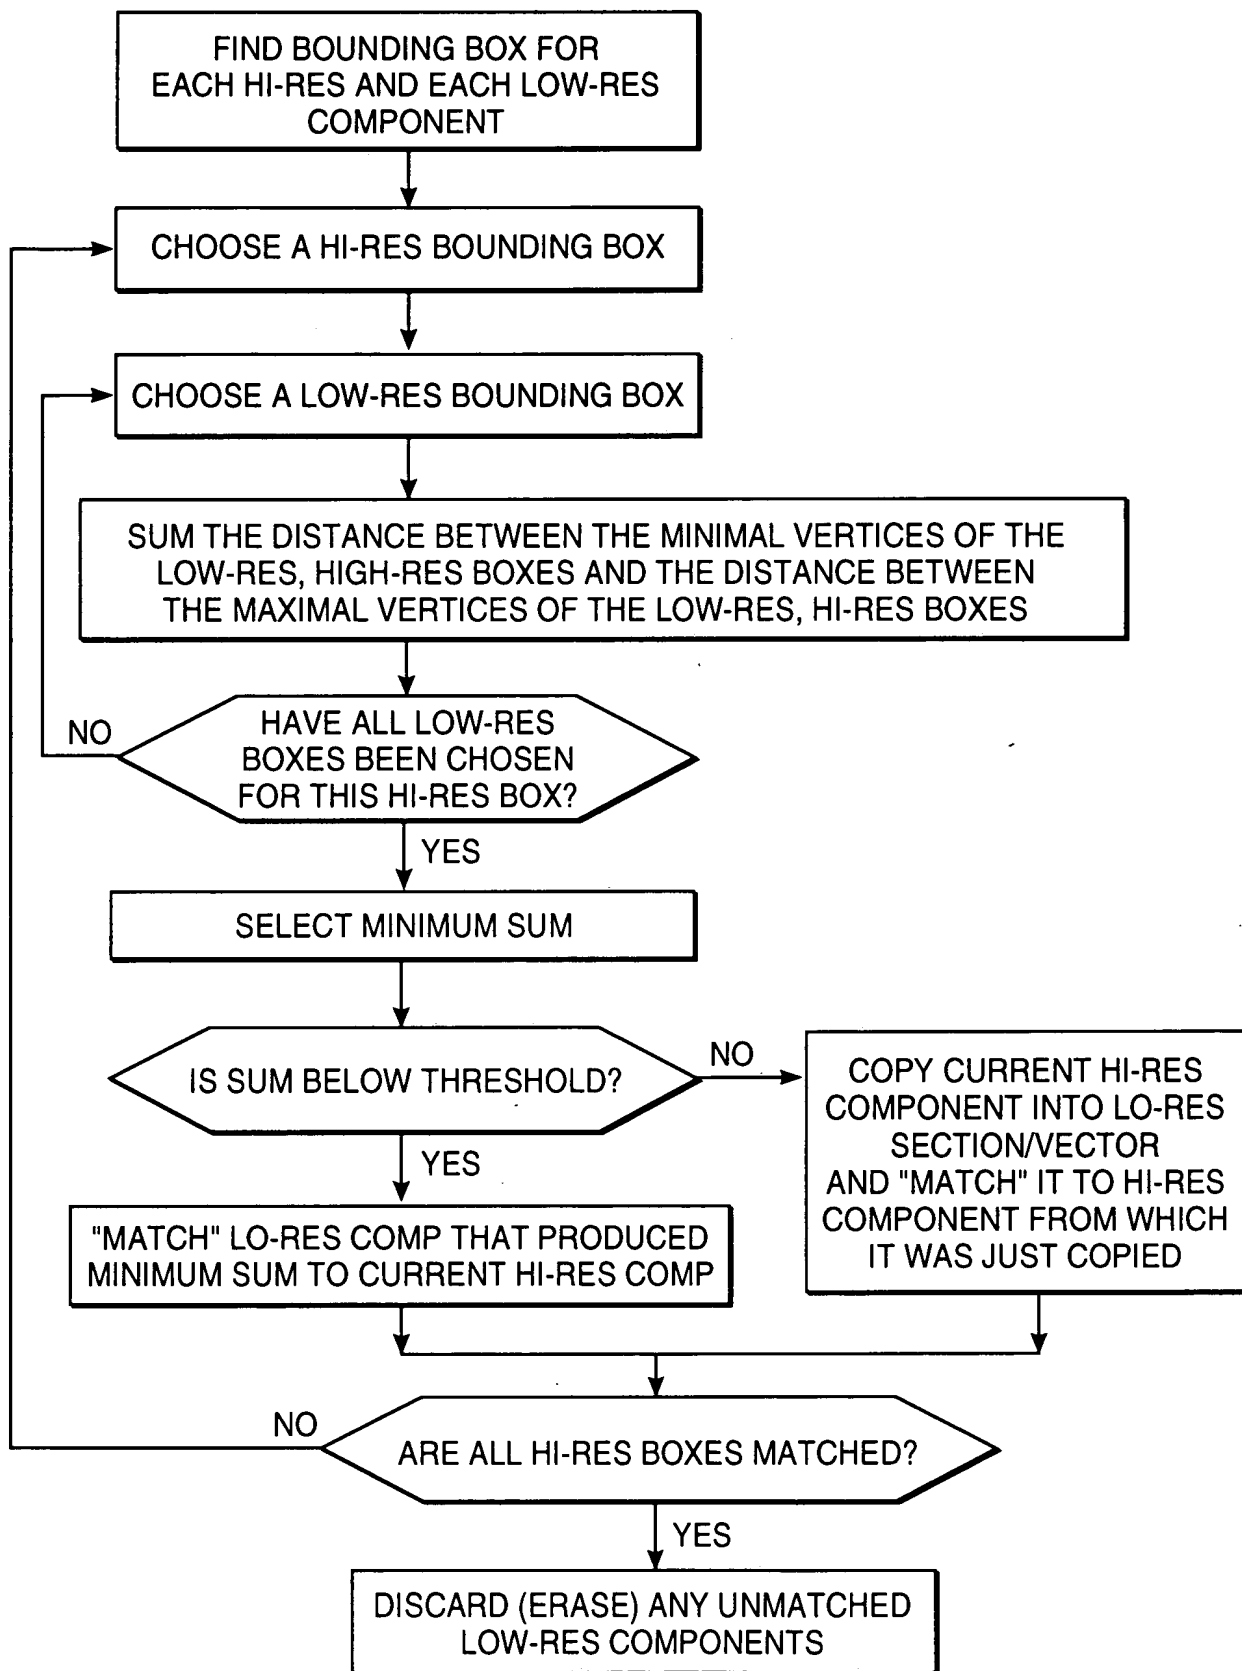 FIND BOUNDING BOX FOR
EACH HI-RES AND EACH LOW-RES
COMPONENT
CHOOSE A HI-RES BOUNDING BOX
CHOOSE A LOW-RES BOUNDING BOX
SUM THE DISTANCE BETWEEN THE MINIMAL VERTICES OF THE
LOW-RES, HIGH-RES BOXES AND THE DISTANCE BETWEEN
THE MAXIMAL VERTICES OF THE LOW-RES, HI-RES BOXES
NO
HAVE ALL LOW-RES
BOXES BEEN CHOSEN
FOR THIS HI-RES BOX?
YES
SELECT MINIMUM SUM
IS SUM BELOW THRESHOLD?
NO
COPY CURRENT HI-RES
COMPONENT INTO LO-RES
SECTION/VECTOR
AND "MATCH" IT TO HI-RES
COMPONENT FROM WHICH
IT WAS JUST COPIED
YES
"MATCH" LO-RES COMP THAT PRODUCED
MINIMUM SUM TO CURRENT HI-RES COMP
NO
ARE ALL HI-RES BOXES MATCHED?
YES
DISCARD (ERASE) ANY UNMATCHED
LOW-RES COMPONENTS